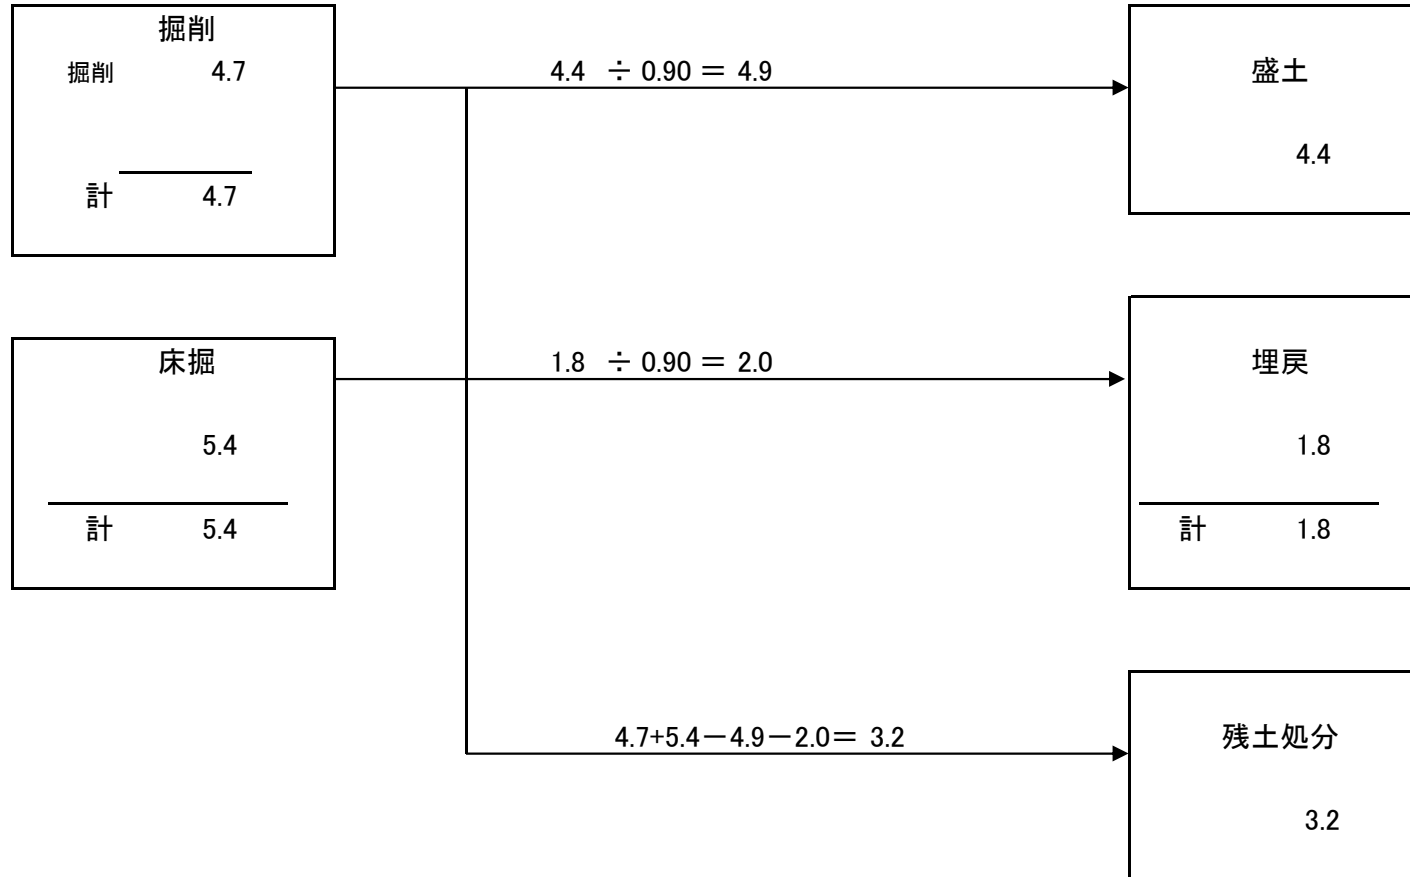 掘削
掘削 4.7
計 4.7
4.4 ÷ 0.90 = 4.9
盛土
4.4
床掘
5.4
計 5.4
1.8 ÷ 0.90 = 2.0
埋戻
1.8
計 1.8
4.7+5.4－4.9－2.0＝ 3.2
残土処分
3.2